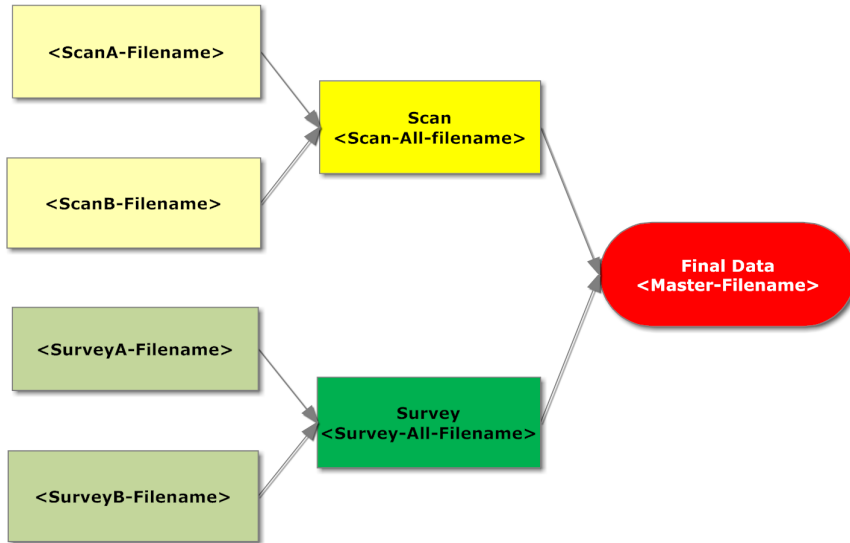 <ScanA-Filename>
Scan
<Scan-All-filename>
<ScanB-Filename>
Final Data
<Master-Filename>
<SurveyA-Filename>
Survey
<Survey-All-Filename>
<SurveyB-Filename>